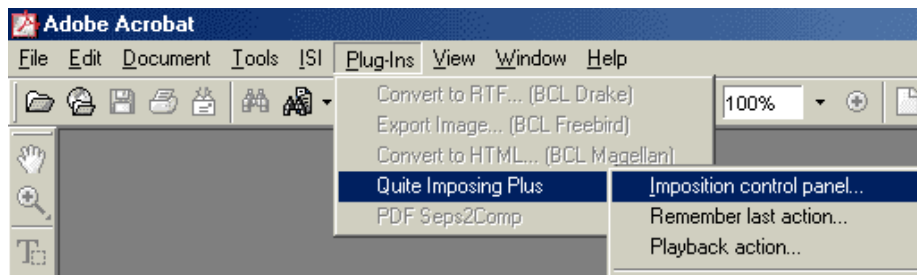 Adobe Acrobat
File Edit Document Tools ISI Plug-Ins View Window Help
Convert to RTF... (BCL Drake)
100%
Export Image... (BCL Freebird)
Convert to HTML... (BCL Magellan)
Quite Imposing Plus
Imposition control panel...
PDF Seps2Comp
Remember last action...
Playback action...